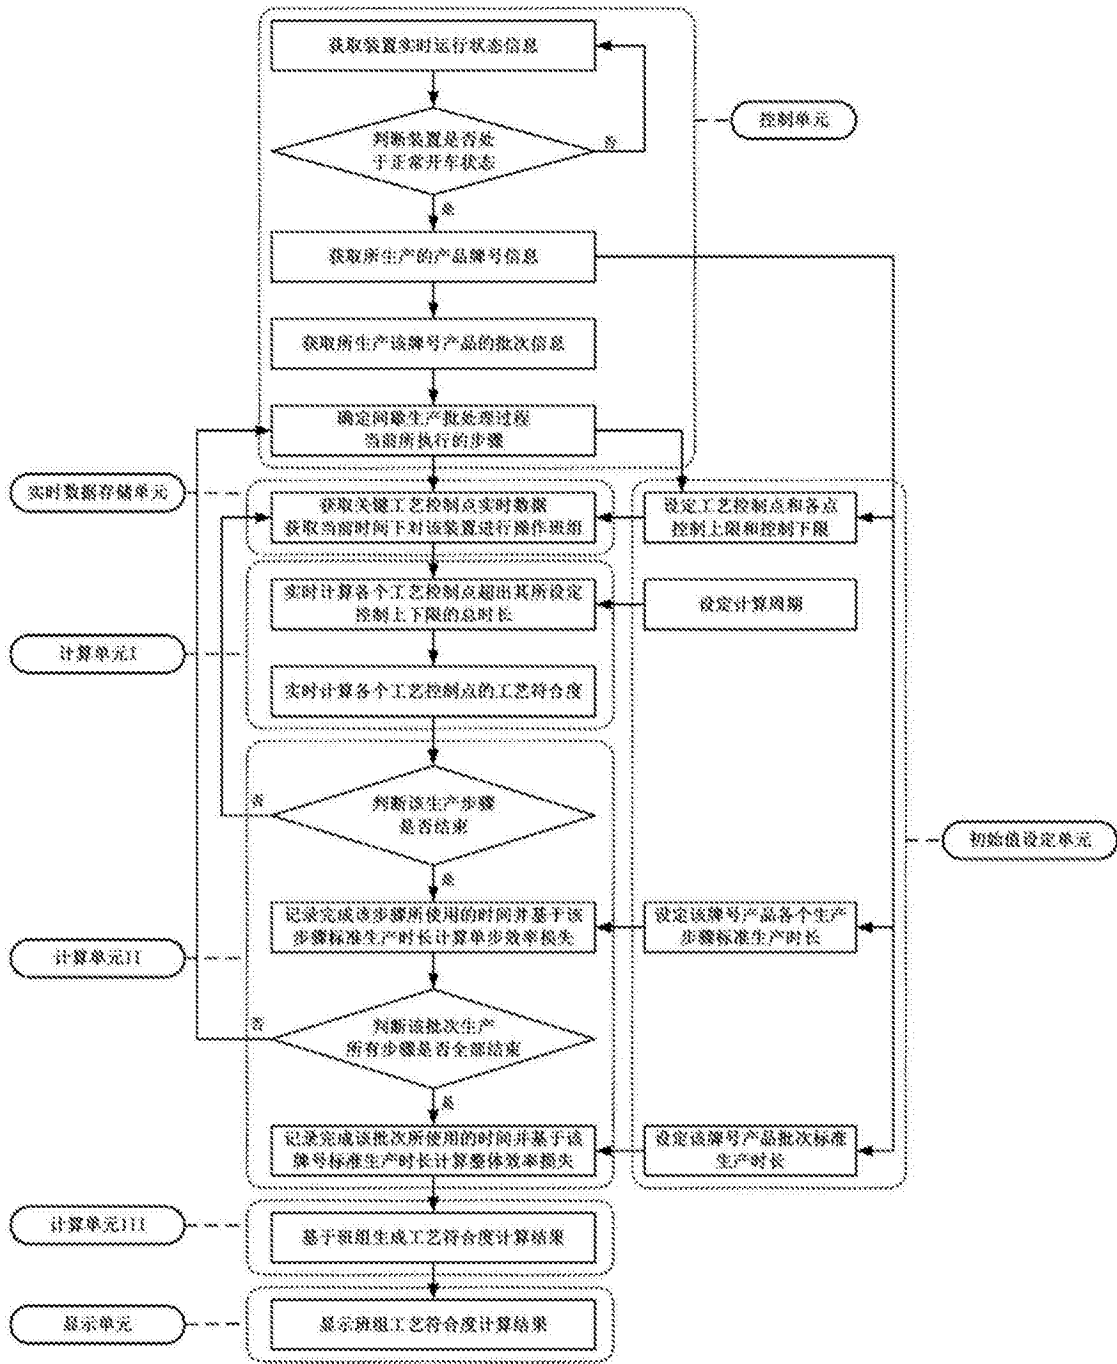 获取装置实时运行状态信息
判断装置是否处
于正常开车状态
否
控制单元
是
获取所生产的产品牌号信息
获取所生产该牌号产品的批次信息
确定间歇生产批处理过程
当前所执行的步骤
实时数据存储单元
获取关键工艺控制点实时数据
获取当前时间下对该装置进行操作班组
设定工艺控制点和各点
控制上限和控制下限
实时计算各个工艺控制点超出其所设定
控制上下限的总时长
设定计算周期
计算单元I
实时计算各个工艺控制点的工艺符合度
否
判断该生产步骤
是否结束
初始值设定单元
是
记录完成该步骤所使用的时间并基于该
步骤标准生产时长计算单步效率损失
设定该牌号产品各个生产
步骤标准生产时长
计算单元II
否
判断该批次生产
所有步骤是否全部结束
是
记录完成该批次所使用的时间并基于该
牌号标准生产时长计算整体效率损失
设定该牌号产品批次标准
生产时长
计算单元III
基于班组生成工艺符合度计算结果
显示单元
显示班组工艺符合度计算结果